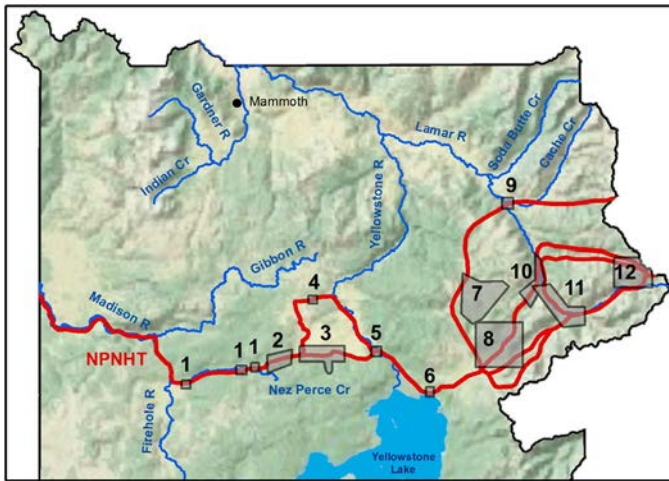 Mammoth
Gardner R
Indian Cr
Lamar R
Soda Butte Cr
Cache Cr
Yellowstone R
Gibbon R
Madison R
NPNHT
Firehole R
Nez Perce Cr
Yellowstone
Lake
1
1
1
2
3
4
5
6
7
8
9
10
11
12